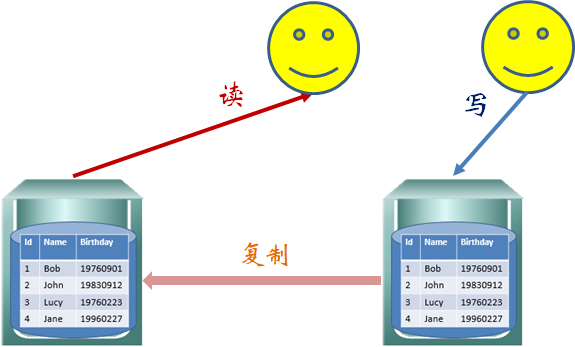 读
写
复制
Id Name Birthday
1 Bob 19760901
2 John 19830912
3 Lucy 19760223
4 Jane 19960227
Id Name Birthday
1 Bob 19760901
2 John 19830912
3 Lucy 19760223
4 Jane 19960227